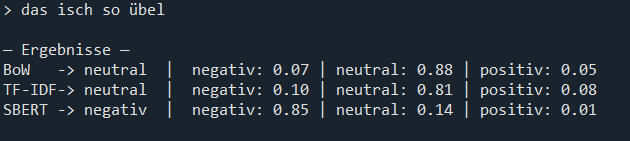 > das isch so übel
— Ergebnisse —
BoW -> neutral | negativ: 0.07 | neutral: 0.88 | positiv: 0.05
TF-IDF-> neutral | negativ: 0.10 | neutral: 0.81 | positiv: 0.08
SBERT -> negativ | negativ: 0.85 | neutral: 0.14 | positiv: 0.01